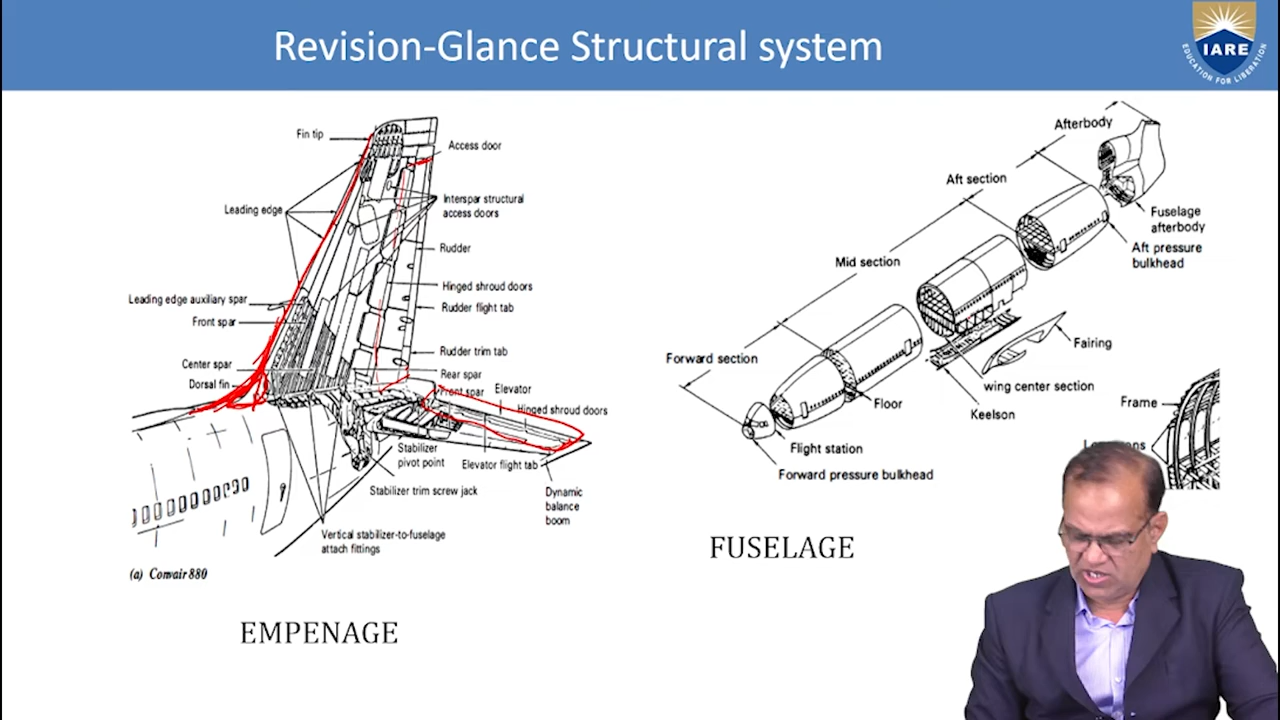 Revision-Glance Structural system
IARE
EDUCATION FOR LIBERATION
Fin tip
Access door
Leading edge
Interspar structural
access doors
Rudder
Hinged shroud doors
Leading edge auxiliary spar
Rudder flight tab
Front spar
Rudder trim tab
Center spar
Rear spar
Dorsal fin
Front spar
Elevator
Hinged shroud doors
Stabilizer
pivot point
Elevator flight tab
Stabilizer trim screw jack
Dynamic
balance
boom
Vertical stabilizer-to-fuselage
attach fittings
(a) Convair 880
EMPENAGE
Afterbody
Aft section
Fuselage
afterbody
Mid section
Aft pressure
bulkhead
Forward section
Fairing
wing center section
Floor
Keelson
Frame
Flight station
Forward pressure bulkhead
FUSELAGE